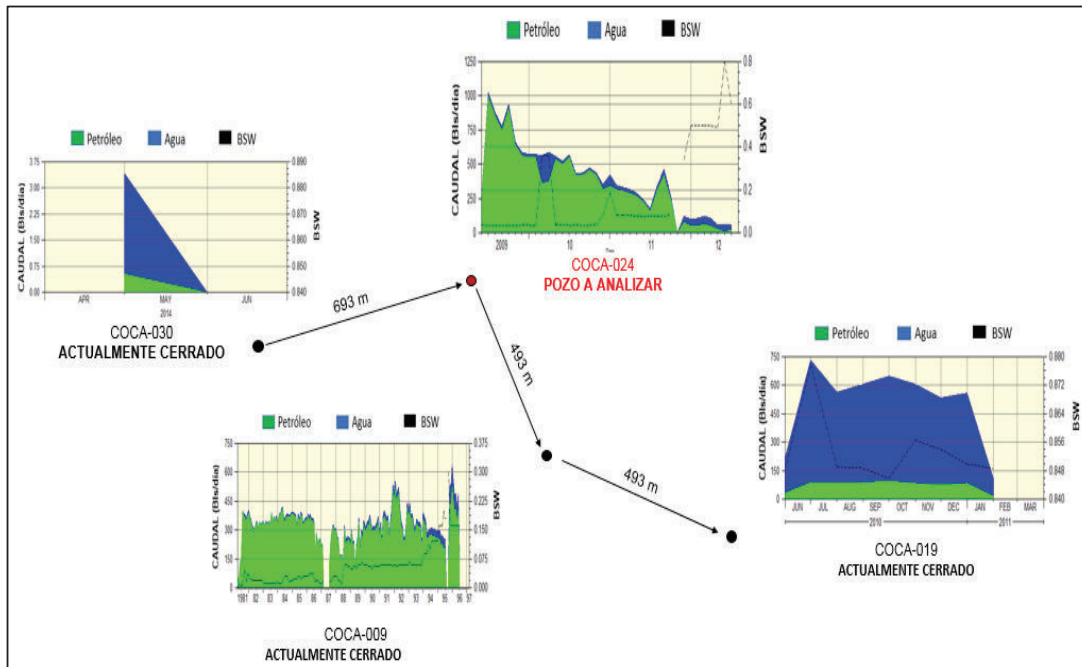 Petróleo Agua BSW
1250
1000
750
500
250
0
CAUDAL (Bls/día)
0.8
0.6
0.4
0.2
0.0
BSW
2009 10 11 12
COCA-024
POZO A ANALIZAR
Petróleo Agua BSW
3.75
3.00
2.25
1.50
0.75
0.00
CAUDAL (Bls/día)
0.890
0.880
0.870
0.860
0.850
0.840
BSW
APR MAY JUN
2014
COCA-030
ACTUALMENTE CERRADO
693 m
493 m
493 m
Petróleo Agua BSW
750
600
450
300
150
0
CAUDAL (Bls/día)
0.375
0.300
0.225
0.150
0.075
0.000
BSW
1981 82 83 84 85 86 87 88 89 90 91 92 93 94 95 96 97
COCA-009
ACTUALMENTE CERRADO
Petróleo Agua BSW
750
600
450
300
150
0
CAUDAL (Bls/día)
0.880
0.872
0.864
0.856
0.848
0.840
BSW
JUN JUL AUG SEP OCT NOV DEC JAN FEB MAR
2010 2011
COCA-019
ACTUALMENTE CERRADO